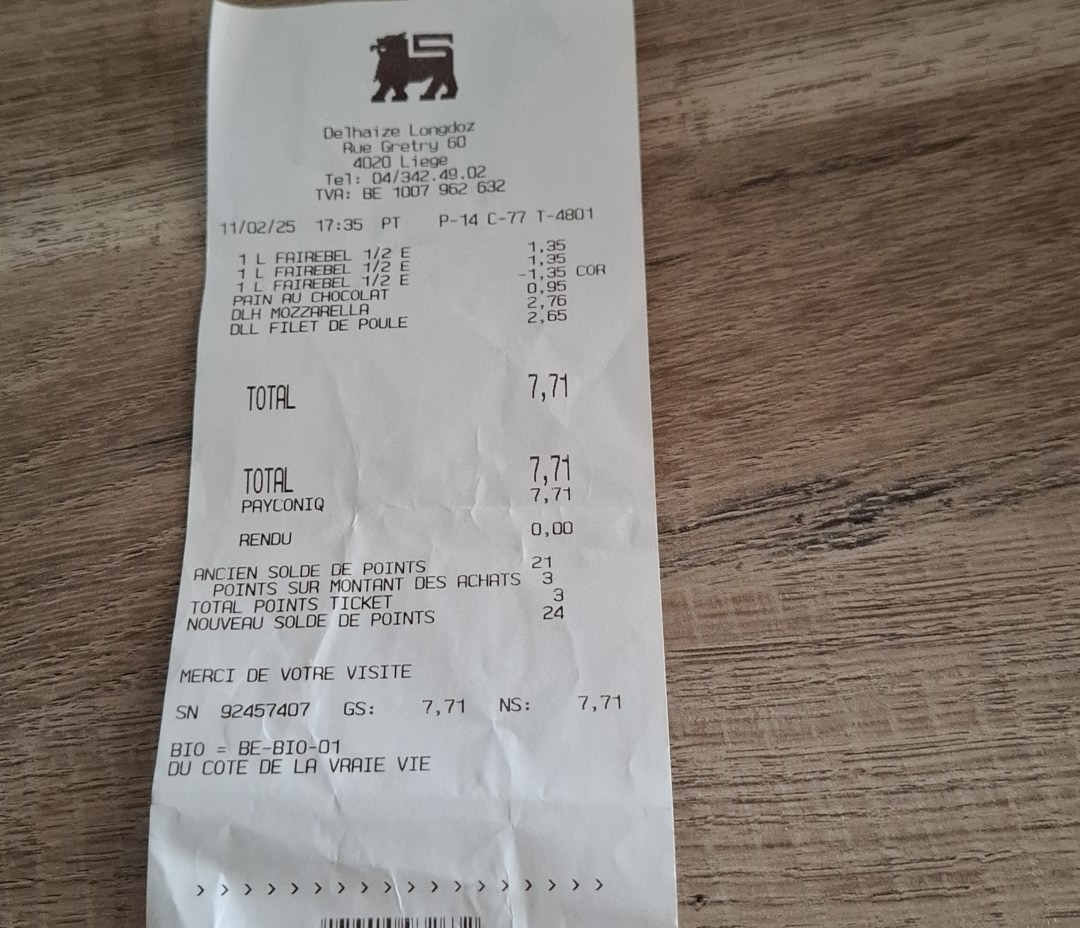 Delhaize Longdoz
Rue Gretry 60
4020 Liege
Tel: 04/342.49.02
TVA: BE 1007 962 632
11/02/25 17:35 PT P-14 C-77 T-4801
1 L FAIREBEL 1/2 E 1,35
1 L FAIREBEL 1/2 E 1,35
1 L FAIREBEL 1/2 E -1,35 COR
PAIN AU CHOCOLAT 0,95
DLH MOZZARELLA 2,76
DLL FILET DE POULE 2,65
TOTAL 7,71
TOTAL 7,71
PAYCONIQ 7,71
RENDU 0,00
ANCIEN SOLDE DE POINTS 21
POINTS SUR MONTANT DES ACHATS 3
TOTAL POINTS TICKET 3
NOUVEAU SOLDE DE POINTS 24
MERCI DE VOTRE VISITE
SN 92457407 GS: 7,71 NS: 7,71
BIO = BE-BIO-01
DU COTE DE LA VRAIE VIE
> > > > > > > > > > > > > > > > > >